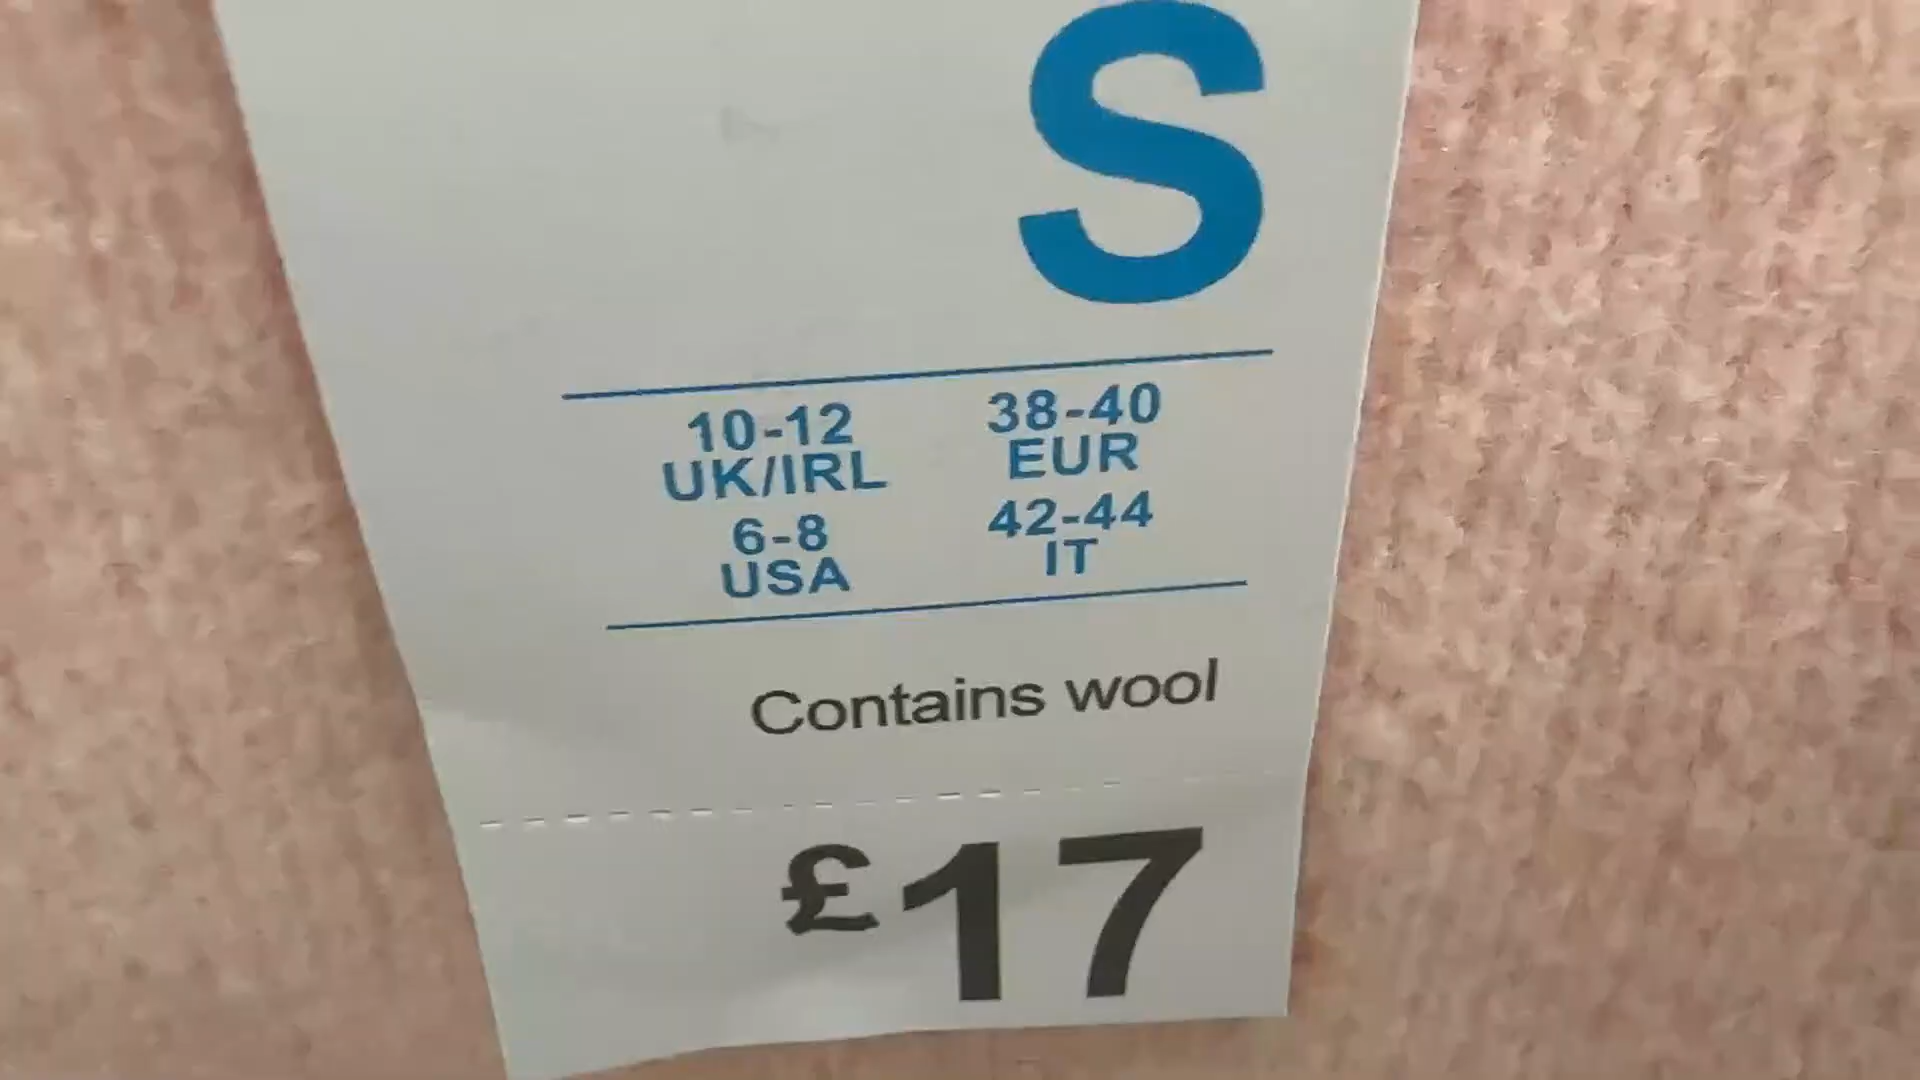 S
10-12 38-40
UK/IRL EUR
6-8 42-44
USA IT
Contains wool
£17